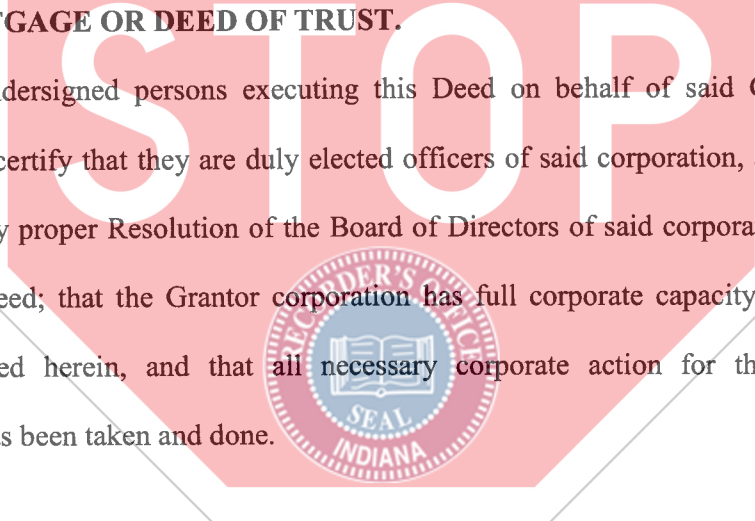 TGAGE OR DEED OF TRUST.
dersigned persons executing this Deed on behalf of said
certify that they are duly elected officers of said corporation,
y proper Resolution of the Board of Directors of said corpora
eed; that the Grantor corporation has full corporate capacity
ed herein, and that all necessary corporate action for th
s been taken and done.
STOP
RECORDER'S OFFICE
SEAL
INDIANA